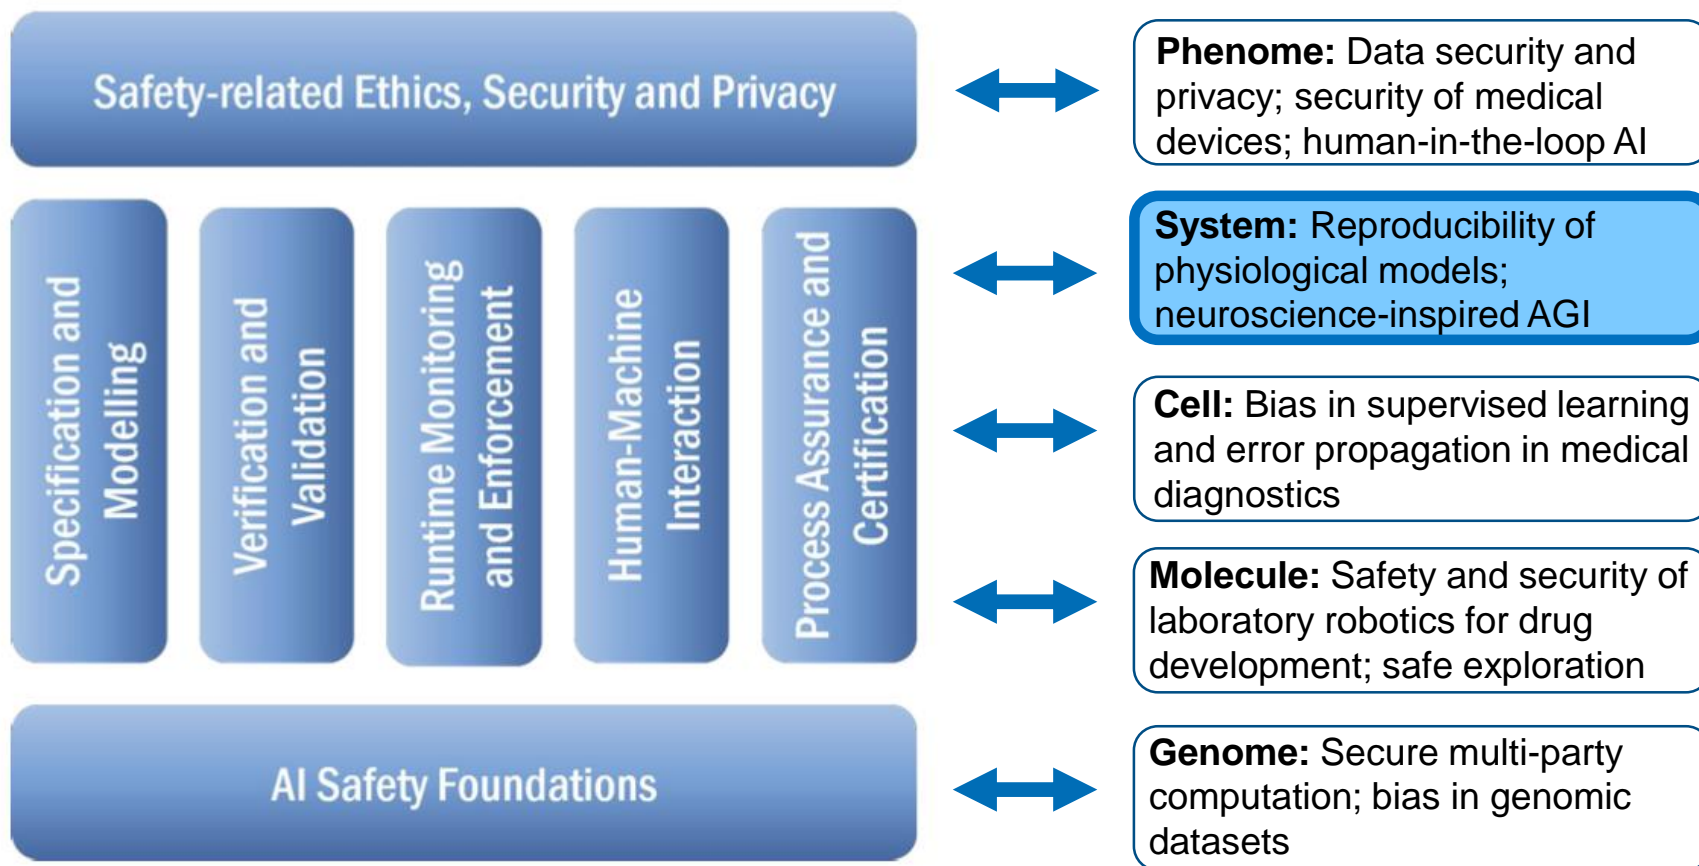 Safety-related Ethics, Security and Privacy
Specification and
Modelling
Verification and
Validation
Runtime Monitoring
and Enforcement
Human-Machine
Interaction
Process Assurance and
Certification
AI Safety Foundations
Phenome: Data security and
privacy; security of medical
devices; human-in-the-loop AI
System: Reproducibility of
physiological models;
neuroscience-inspired AGI
Cell: Bias in supervised learning
and error propagation in medical
diagnostics
Molecule: Safety and security of
laboratory robotics for drug
development; safe exploration
Genome: Secure multi-party
computation; bias in genomic
datasets